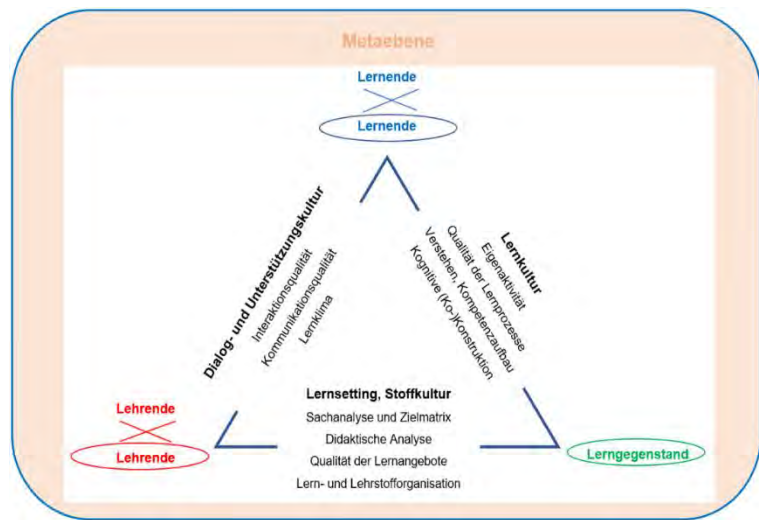 Metaebene
Lernende
Lernende
Dialog- und Unterstützungskultur
Interaktionsqualität
Kommunikationsqualität
Lernklima
Lernkultur
Eigenaktivität
Qualität der Lernprozesse
Verstehen, Kompetenzaufbau
Kognitive (Ko-)Konstruktion
Lernsetting, Stoffkultur
Sachanalyse und Zielmatrix
Didaktische Analyse
Qualität der Lernangebote
Lern- und Lehrstofforganisation
Lehrende
Lehrende
Lerngegenstand